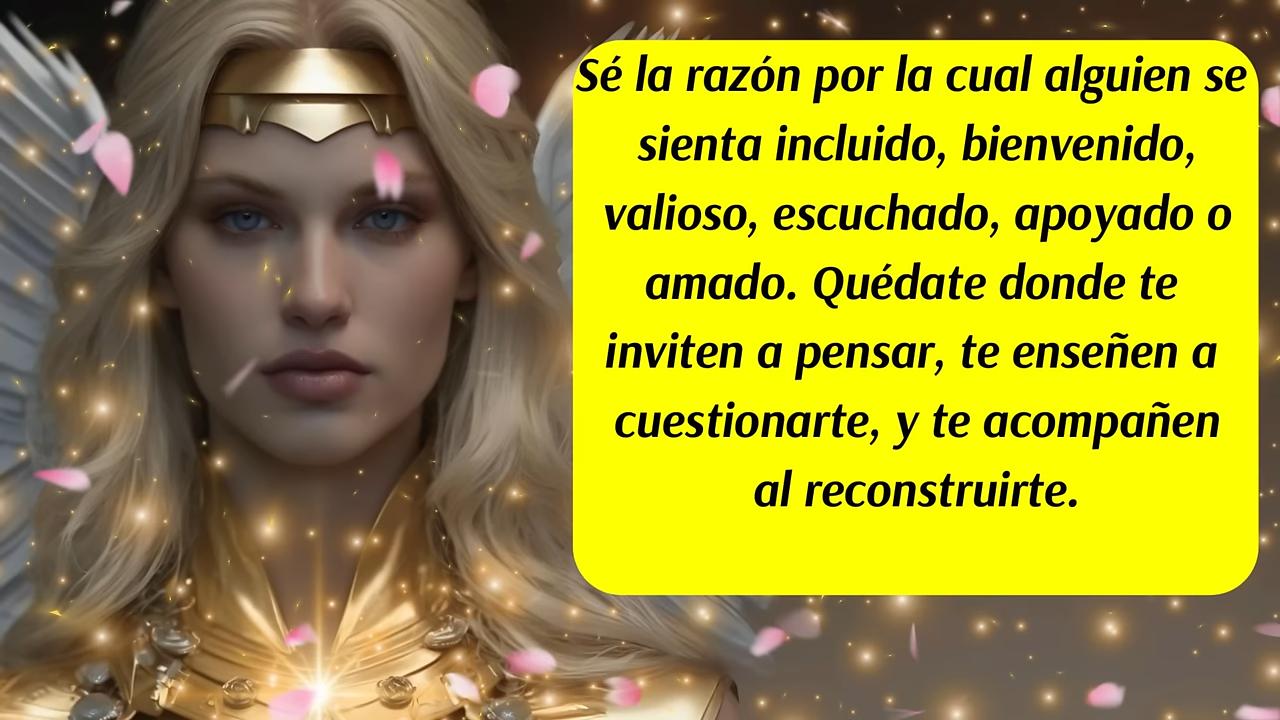 Sé la razón por la cual alguien se
sienta incluido, bienvenido,
valioso, escuchado, apoyado o
amado. Quédate donde te
inviten a pensar, te enseñen a
cuestionarte, y te acompañen
al reconstruirte.